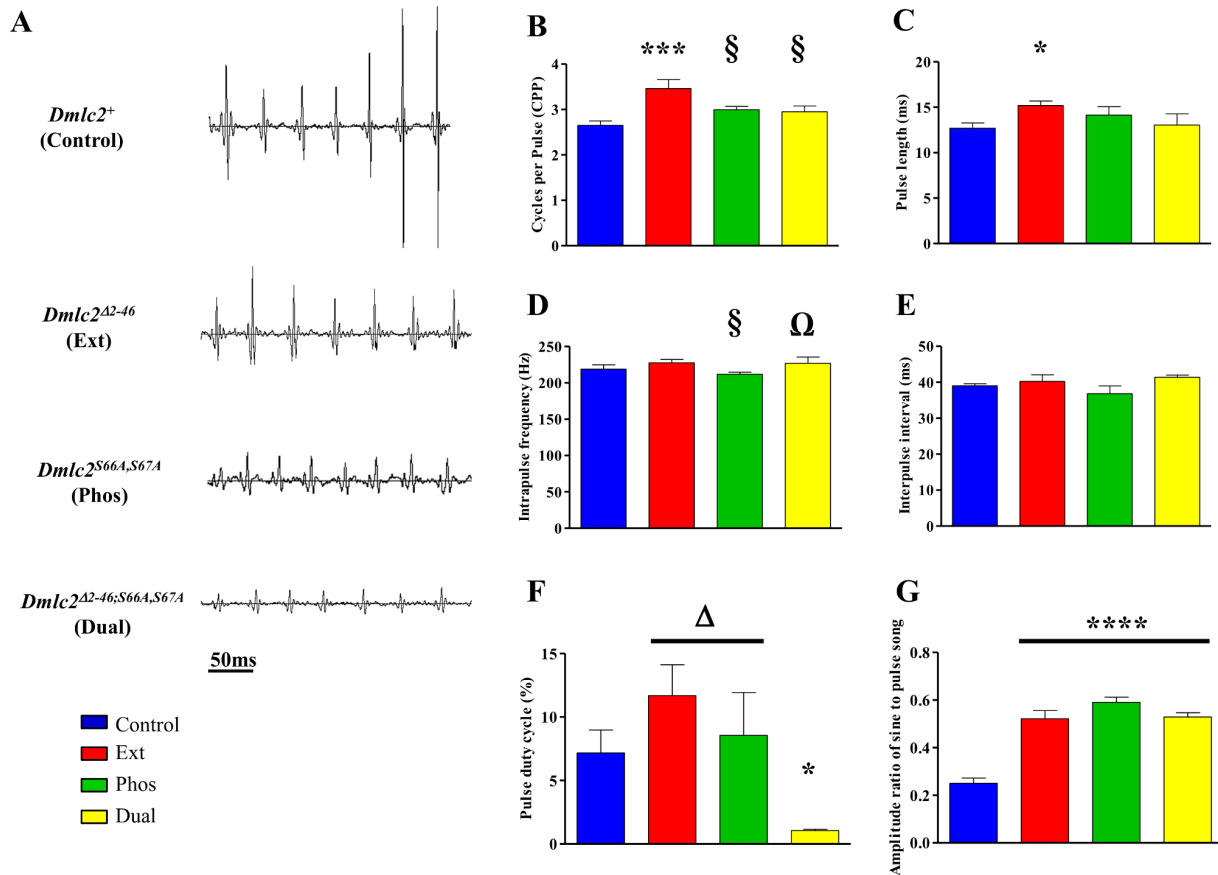 A
Dmlc2+
(Control)
Dmlc2Δ2-46
(Ext)
Dmlc2S66A,S67A
(Phos)
Dmlc2Δ2-46;S66A,S67A
(Dual)
50ms
Control
Ext
Phos
Dual
B
*** § §
Cycles per Pulse (CPP)
4
3
2
1
0
C
*
Pulse length (ms)
20
15
10
5
0
D
§ Ω
Intrapulse frequency (Hz)
250
200
150
100
50
0
E
Interpulse interval (ms)
50
40
30
20
10
0
F
Δ
*
Pulse duty cycle (%)
15
10
5
0
G
****
Amplitude ratio of sine to pulse song
0.8
0.6
0.4
0.2
0.0